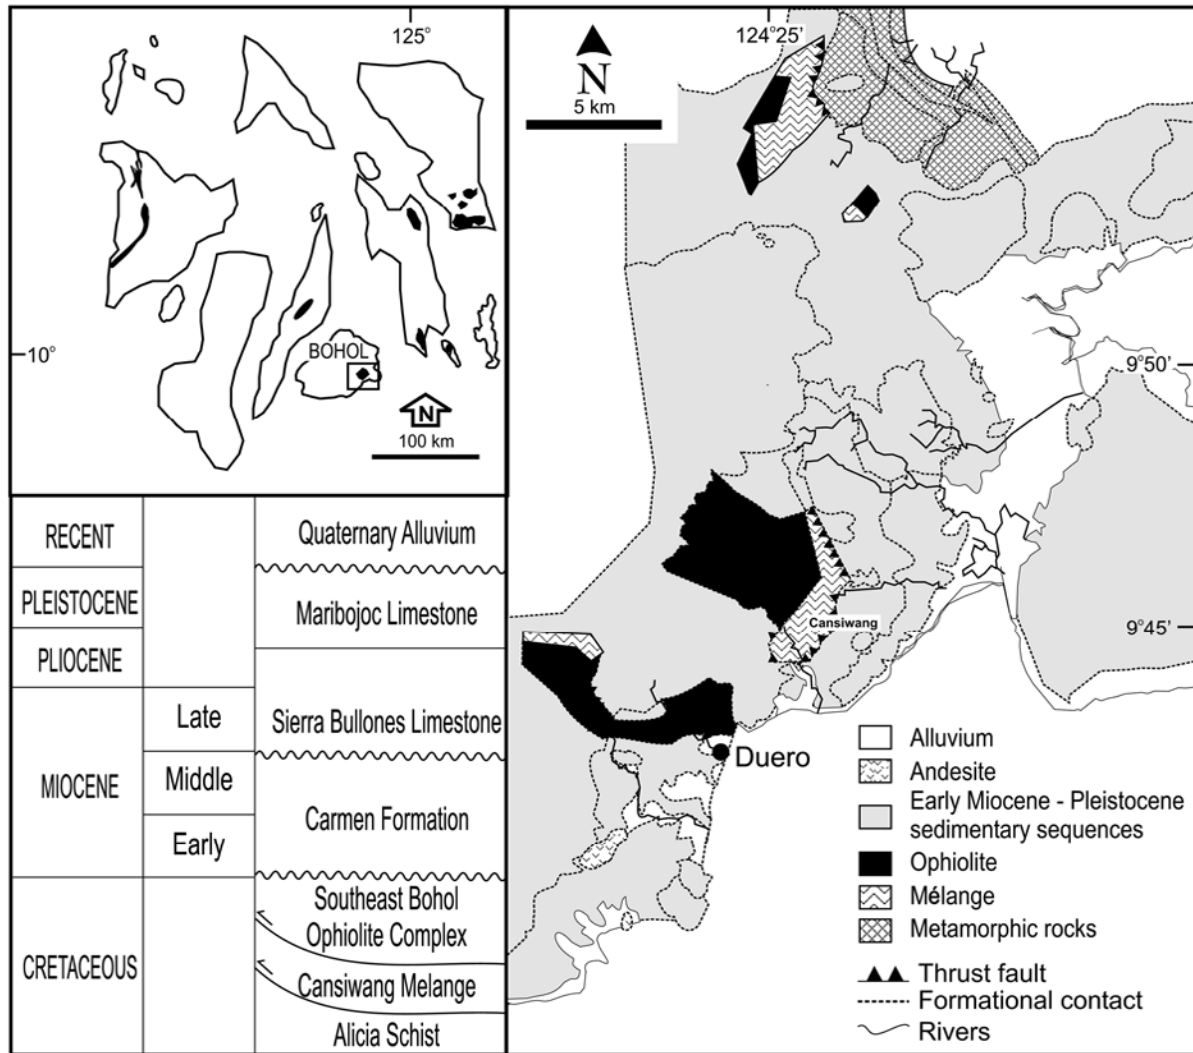 125°
10°
BOHOL
N
100 km
RECENT
Quaternary Alluvium
PLEISTOCENE
Maribojoc Limestone
PLIOCENE
Late
Sierra Bullones Limestone
MIOCENE
Middle
Carmen Formation
Early
Southeast Bohol
Ophiolite Complex
CRETACEOUS
Cansiwang Melange
Alicia Schist
124°25'
N
5 km
9°50'
Cansiwang
9°45'
Duero
Alluvium
Andesite
Early Miocene - Pleistocene
sedimentary sequences
Ophiolite
Mélange
Metamorphic rocks
Thrust fault
Formational contact
Rivers